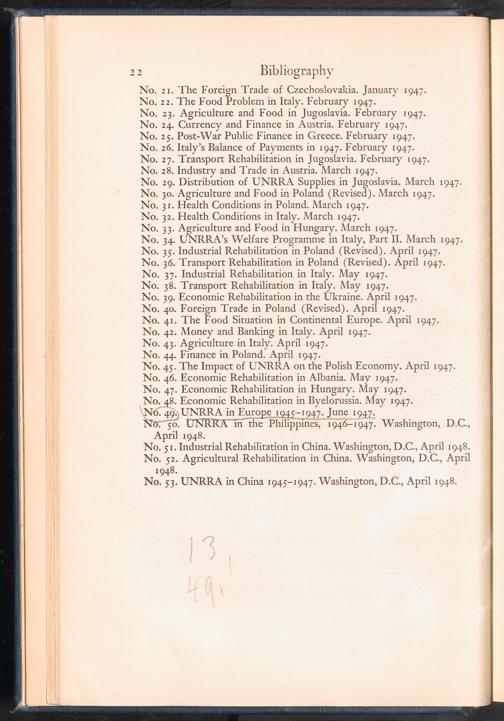 22 Bibliography
No. 21. The Foreign Trade of Czechoslovakia. January 1947.
No. 22. The Food Problem in Italy. February 1947.
No. 23. Agriculture and Food in Jugoslavia. February 1947.
No. 24. Currency and Finance in Austria. February 1947.
No. 25. Post-War Public Finance in Greece. February 1947.
No. 26. Italy's Balance of Payments in 1947. February 1947.
No. 27. Transport Rehabilitation in Jugoslavia. February 1947.
No. 28. Industry and Trade in Austria. March 1947.
No. 29. Distribution of UNRRA Supplies in Jugoslavia. March 1947.
No. 30. Agriculture and Food in Poland (Revised). March 1947.
No. 31. Health Conditions in Poland. March 1947.
No. 32. Health Conditions in Italy. March 1947.
No. 33. Agriculture and Food in Hungary. March 1947.
No. 34. UNRRA's Welfare Programme in Italy, Part II. March 1947.
No. 35. Industrial Rehabilitation in Poland (Revised). April 1947.
No. 36. Transport Rehabilitation in Poland (Revised). April 1947.
No. 37. Industrial Rehabilitation in Italy. May 1947.
No. 38. Transport Rehabilitation in Italy. May 1947.
No. 39. Economic Rehabilitation in the Ukraine. April 1947.
No. 40. Foreign Trade in Poland (Revised). April 1947.
No. 41. The Food Situation in Continental Europe. April 1947.
No. 42. Money and Banking in Italy. April 1947.
No. 43. Agriculture in Italy. April 1947.
No. 44. Finance in Poland. April 1947.
No. 45. The Impact of UNRRA on the Polish Economy. April 1947.
No. 46. Economic Rehabilitation in Albania. May 1947.
No. 47. Economic Rehabilitation in Hungary. May 1947.
No. 48. Economic Rehabilitation in Byelorussia. May 1947.
No. 49. UNRRA in Europe 1945–1947. June 1947.
No. 50. UNRRA in the Philippines, 1946–1947. Washington, D.C.,
April 1948.
No. 51. Industrial Rehabilitation in China. Washington, D.C., April 1948.
No. 52. Agricultural Rehabilitation in China. Washington, D.C., April
1948.
No. 53. UNRRA in China 1945–1947. Washington, D.C., April 1948.
13,
49,